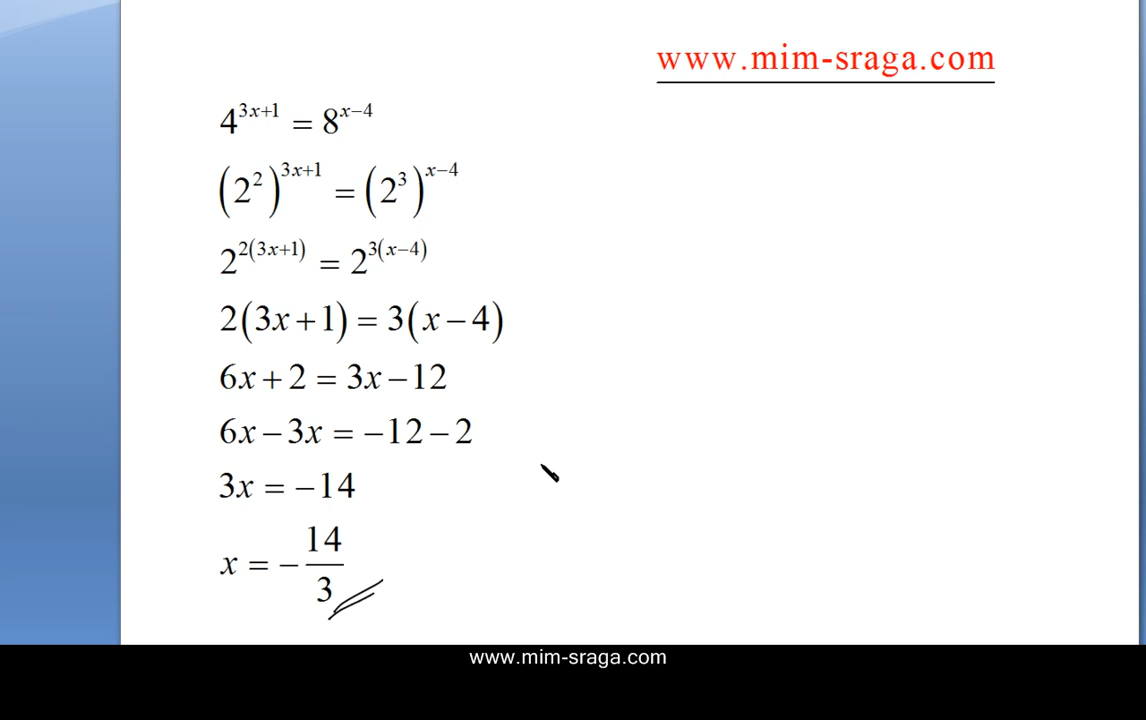 www.mim-sraga.com
4^{3x+1} = 8^{x−4}
(2^2)^{3x+1} = (2^3)^{x−4}
2^{2(3x+1)} = 2^{3(x−4)}
2(3x+1) = 3(x−4)
6x+2 = 3x−12
6x−3x = −12−2
3x = −14
x = −\frac{14}{3}
www.mim-sraga.com